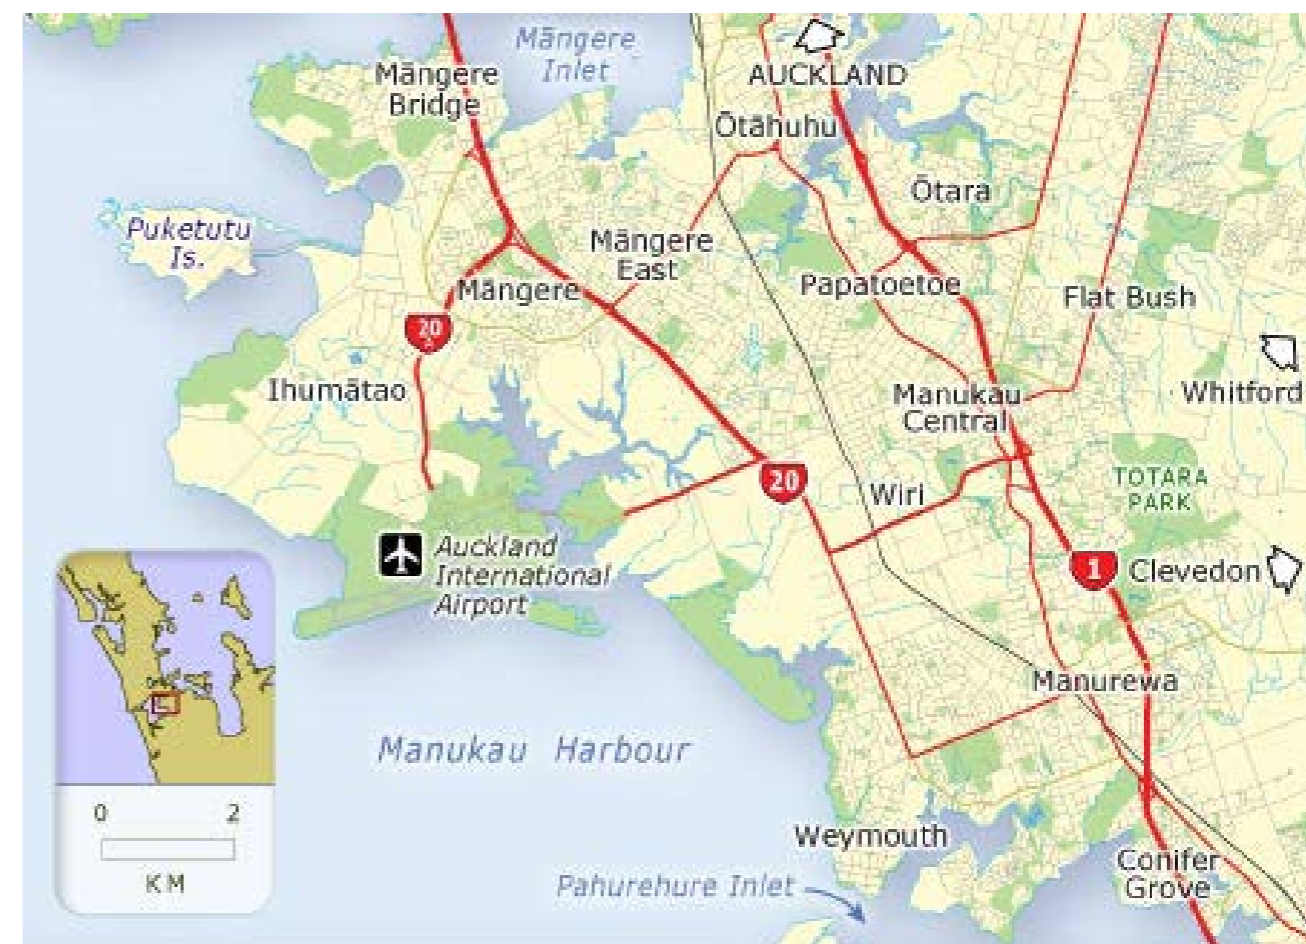 Māngere
Inlet
Māngere
Bridge
AUCKLAND
Ōtāhuhu
Ōtara
Puketutu
Is.
Māngere
East
Māngere
Papatoetoe
Flat Bush
20
A
Ihumātao
Manukau
Central
Whitford
20
Wiri
TOTARA
PARK
Auckland
International
Airport
1
Clevedon
Manurewa
Manukau Harbour
0 2
KM
Weymouth
Pahurehure Inlet
Conifer
Grove